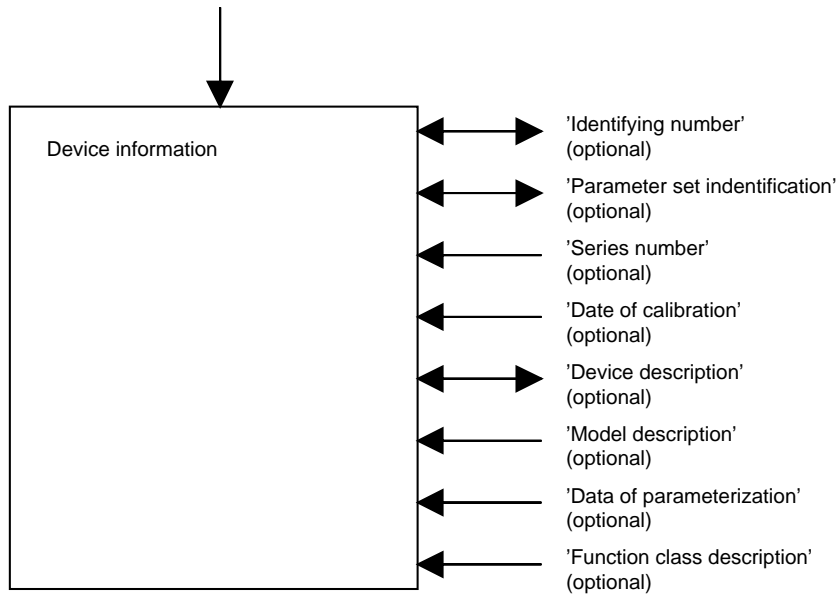 Device information
’Identifying number’
(optional)
’Parameter set indentification’
(optional)
’Series number’
(optional)
’Date of calibration’
(optional)
’Device description’
(optional)
’Model description’
(optional)
’Data of parameterization’
(optional)
’Function class description’
(optional)